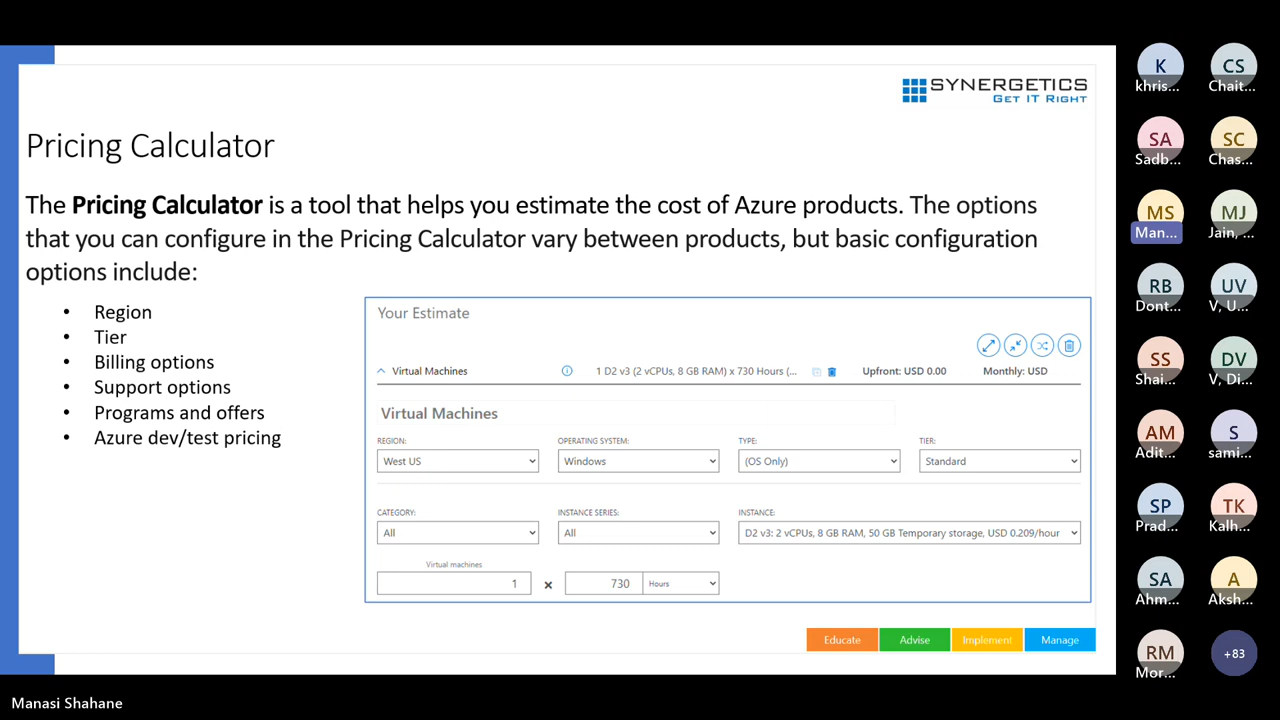 SYNERGETICS
GET IT RIGHT
Pricing Calculator
The Pricing Calculator is a tool that helps you estimate the cost of Azure products. The options
that you can configure in the Pricing Calculator vary between products, but basic configuration
options include:
• Region
• Tier
• Billing options
• Support options
• Programs and offers
• Azure dev/test pricing
Your Estimate
Virtual Machines
1 D2 v3 (2 vCPUs, 8 GB RAM) x 730 Hours (...
Upfront: USD 0.00
Monthly: USD
Virtual Machines
REGION: OPERATING SYSTEM: TYPE: TIER:
West US Windows (OS Only) Standard
CATEGORY: INSTANCE SERIES: INSTANCE:
All All D2 v3: 2 vCPUs, 8 GB RAM, 50 GB Temporary storage, USD 0.209/hour
Virtual machines
1 × 730 Hours
Educate Advise Implement Manage
K CS
khris... Chait...
SA SC
Sadb... Chas...
MS MJ
Man... Jain, ...
RB UV
Dont... V, U...
SS DV
Shai... V, Di...
AM S
Adit... sami...
SP TK
Prad... Kalh...
SA A
Ahm... Aksh...
RM +83
Mor...
Manasi Shahane